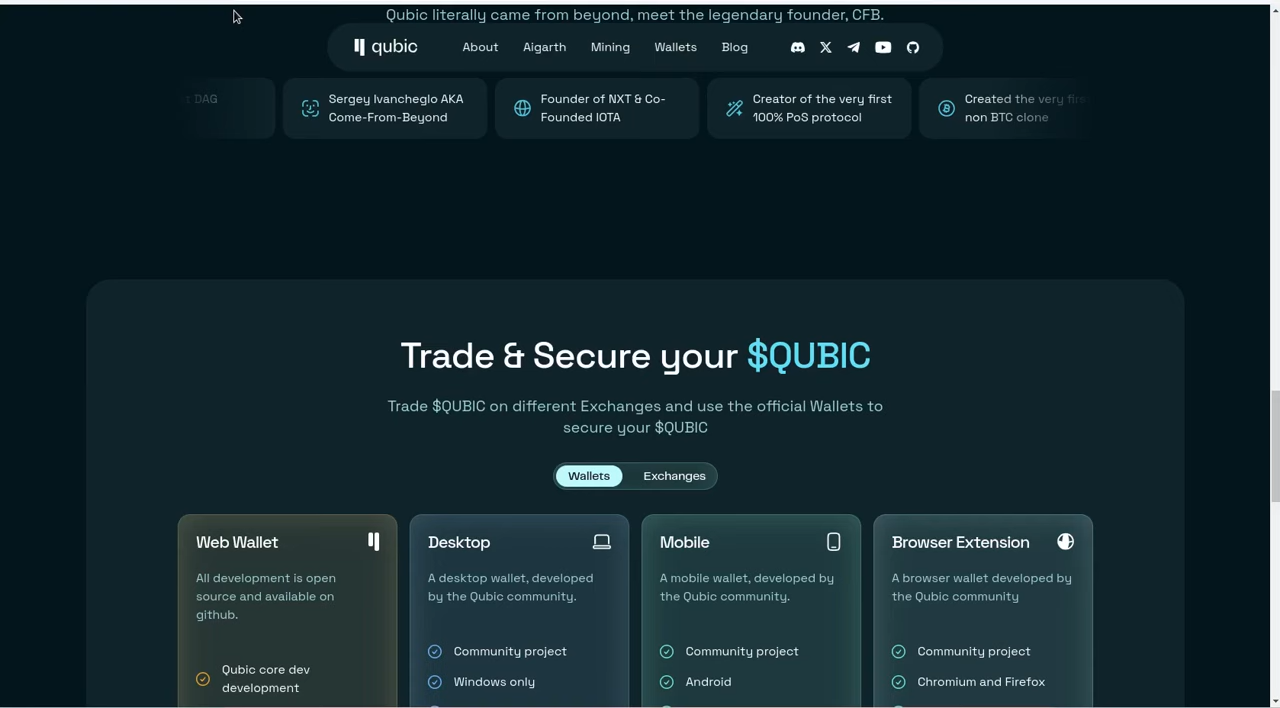 Qubic literally came from beyond, meet the legendary founder, CFB.
qubic About Aigarth Mining Wallets Blog
t DAG
Sergey Ivancheglo AKA
Come-From-Beyond
Founder of NXT & Co-
Founded IOTA
Creator of the very first
100% PoS protocol
Created the very first
non BTC clone
Trade & Secure your $QUBIC
Trade $QUBIC on different Exchanges and use the official Wallets to
secure your $QUBIC
Wallets Exchanges
Web Wallet
All development is open
source and available on
github.
Qubic core dev
development
Desktop
A desktop wallet, developed
by the Qubic community.
Community project
Windows only
Mobile
A mobile wallet, developed by
the Qubic community.
Community project
Android
Browser Extension
A browser wallet developed by
the Qubic community
Community project
Chromium and Firefox